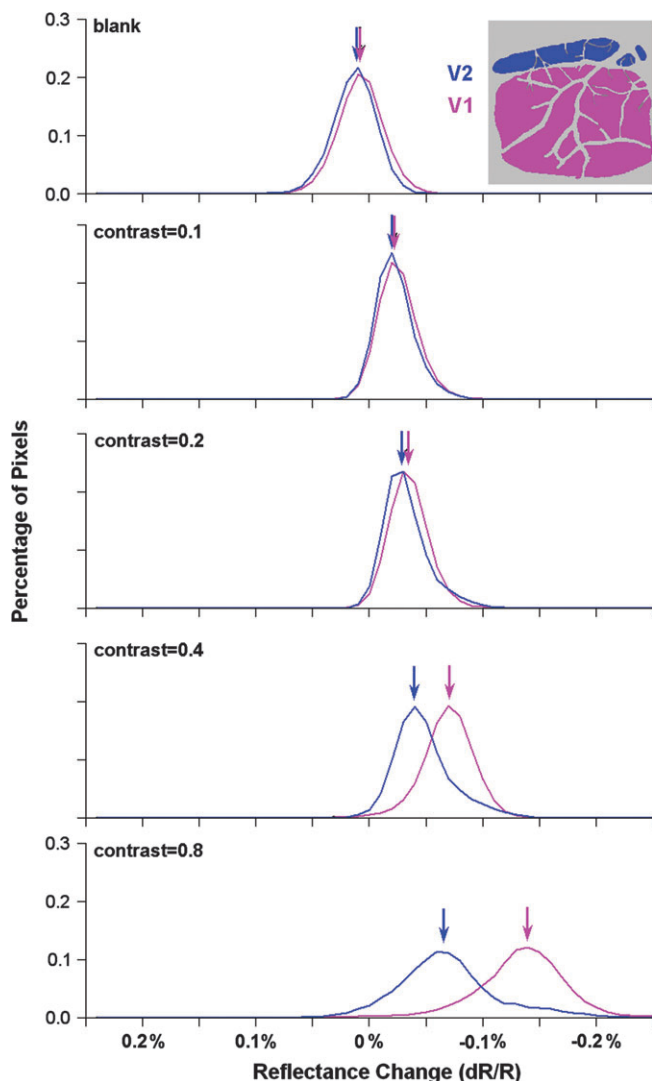 blank
0.3
0.2
0.1
0.0
V2
V1
contrast=0.1
contrast=0.2
contrast=0.4
contrast=0.8
0.3
0.2
0.1
0.0
Percentage of Pixels
0.2% 0.1% 0% -0.1% -0.2%
Reflectance Change (dR/R)